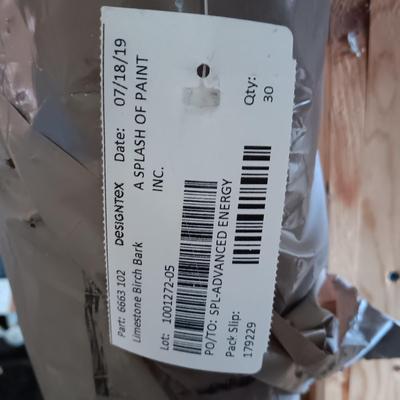 Part: 6663 102
DESIGNTEX
Date: 07/18/19
Limestone Birch Bark
A SPLASH OF PAINT
INC.
Lot: 1001272-05
PO/TO: SPL-ADVANCED ENERGY
Qty:
30
Pack Slip:
179229